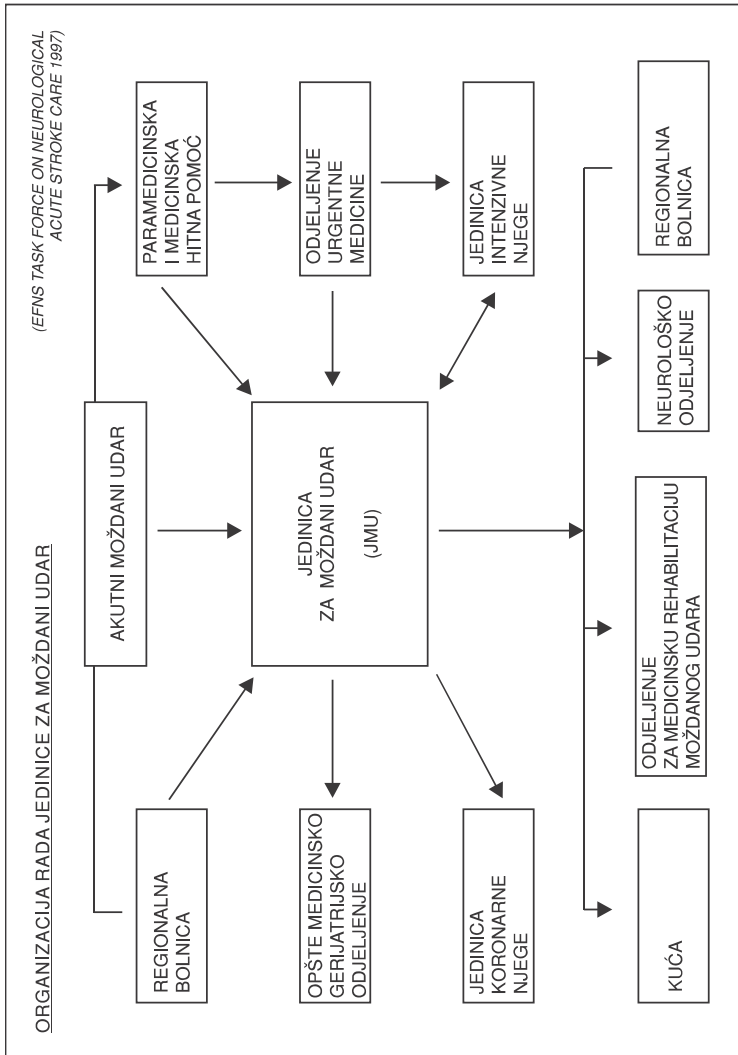 ORGANIZACIJA RADA JEDINICE ZA MOŽDANI UDAR
(EFNS TASK FORCE ON NEUROLOGICAL
ACUTE STROKE CARE 1997)
AKUTNI MOŽDANI UDAR
REGIONALNA
BOLNICA
PARAMEDICINSKA
I MEDICINSKA
HITNA POMOĆ
JEDINICA
ZA MOŽDANI UDAR
(JMU)
OPŠTE MEDICINSKO
GERIJATRIJSKO
ODJELJENJE
ODJELJENJE
URGENTNE
MEDICINE
JEDINICA
KORONARNE
NJEGE
JEDINICA
INTENZIVNE
NJEGE
KUĆA
ODJELJENJE
ZA MEDICINSKU REHABILITACIJU
MOŽDANOG UDARA
NEUROLOŠKO
ODJELJENJE
REGIONALNA
BOLNICA